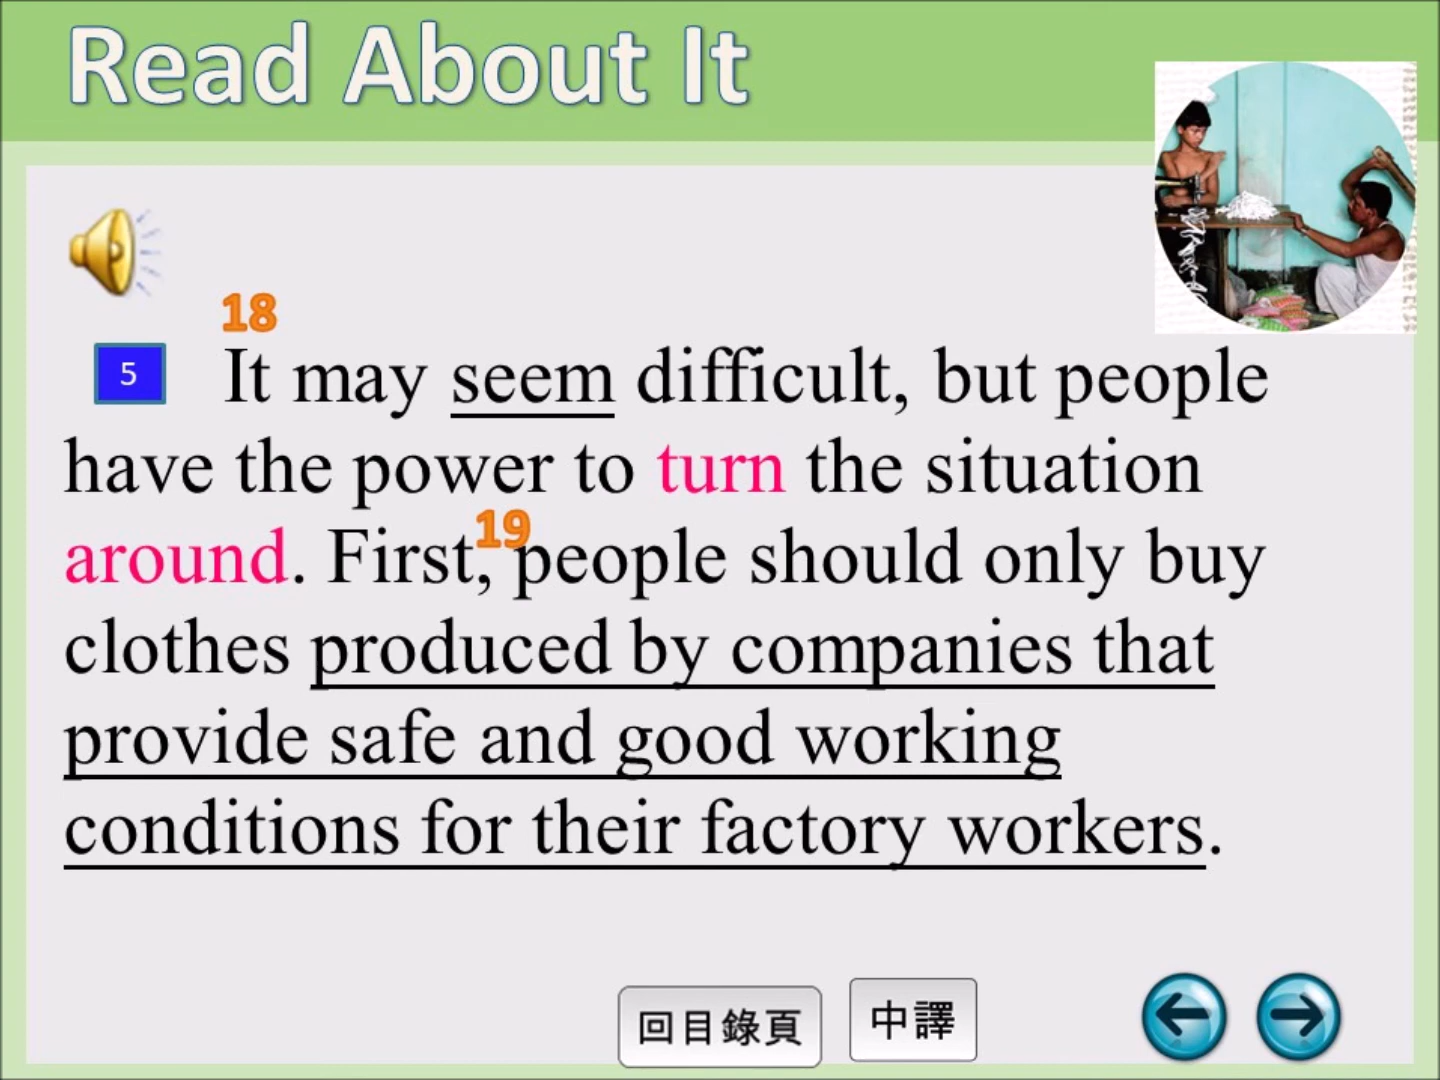 Read About It
18
5 It may seem difficult, but people
have the power to turn the situation
19
around. First, people should only buy
clothes produced by companies that
provide safe and good working
conditions for their factory workers.
回目錄頁 中譯